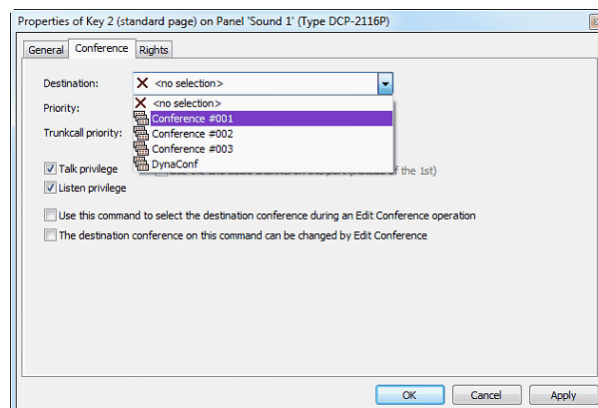 Properties of Key 2 (standard page) on Panel 'Sound 1' (Type DCP-2116P)
General Conference Rights
Destination: <no selection>
Priority: <no selection>
Conference #001
Trunkcall priority: Conference #002
Conference #003
DynaConf
Talk privilege f the 1st)
Listen privilege
Use this command to select the destination conference during an Edit Conference operation
The destination conference on this command can be changed by Edit Conference
OK Cancel Apply